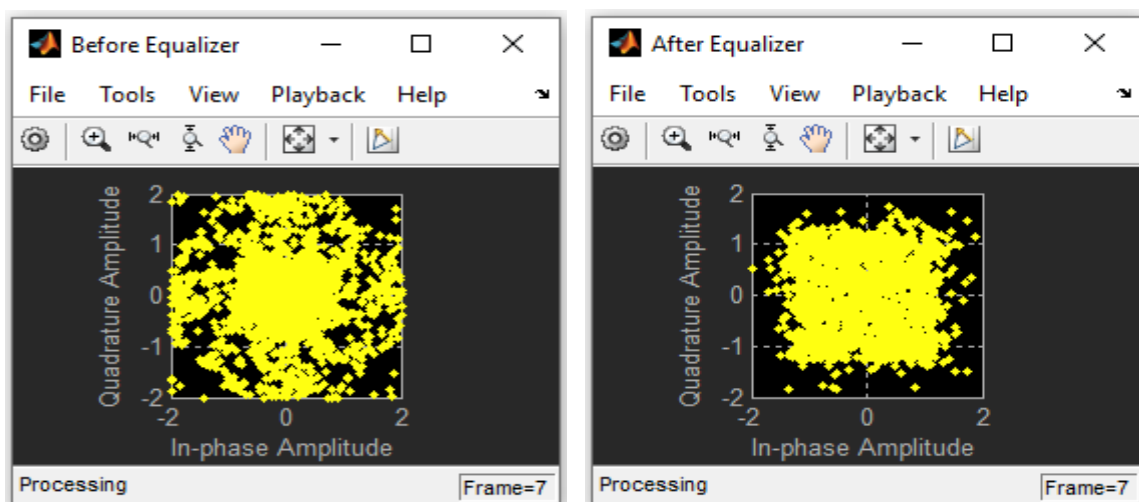 Before Equalizer
File Tools View Playback Help
Quadrature Amplitude
2
1
0
-1
-2
-2 0 2
In-phase Amplitude
Processing Frame=7
After Equalizer
File Tools View Playback Help
Quadrature Amplitude
2
1
0
-1
-2
-2 0 2
In-phase Amplitude
Processing Frame=7